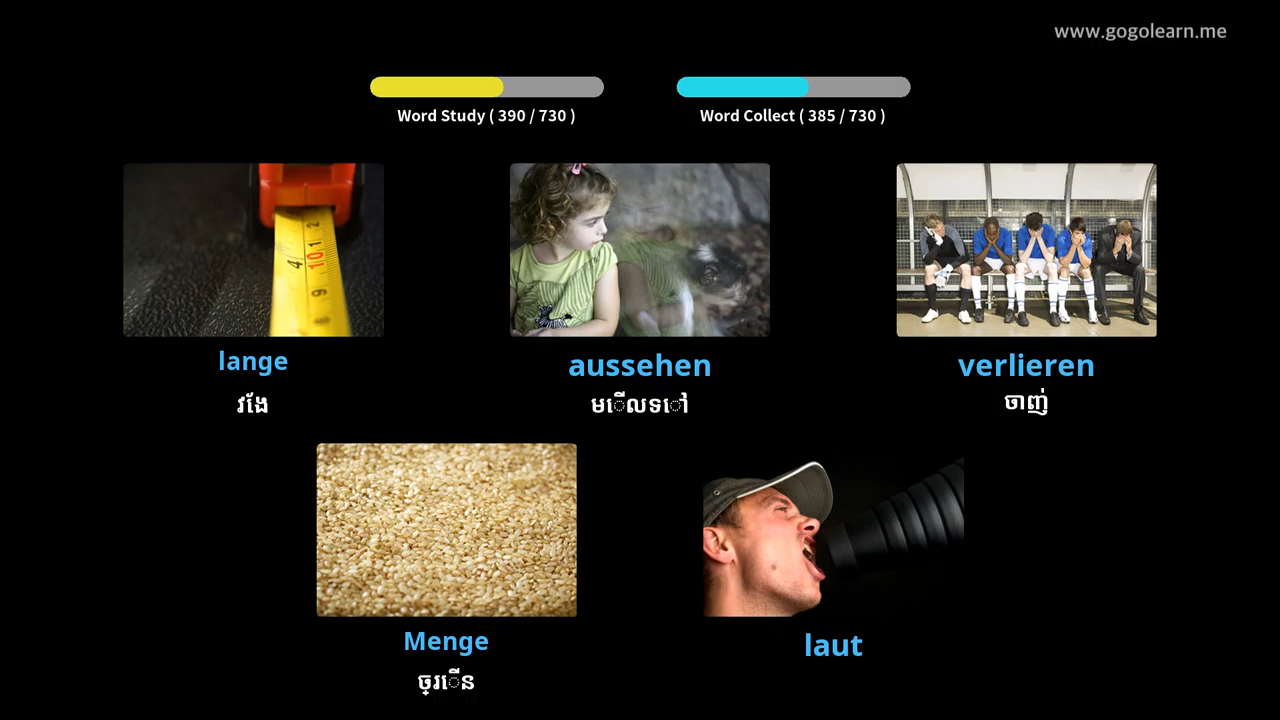 www.gogolearn.me
Word Study ( 390 / 730 )
Word Collect ( 385 / 730 )
lange
aussehen
verlieren
វែង
មើលទៅ
ចាញ់
Menge
laut
ច្រើន